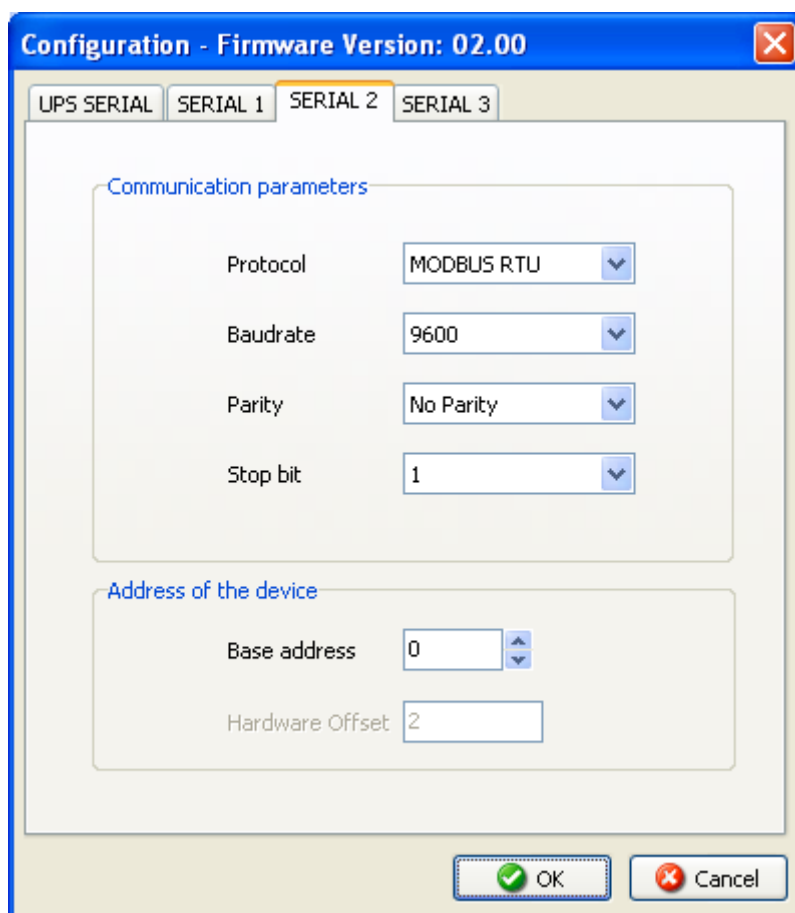 Configuration - Firmware Version: 02.00
UPS SERIAL SERIAL 1 SERIAL 2 SERIAL 3
Communication parameters
Protocol MODBUS RTU
Baudrate 9600
Parity No Parity
Stop bit 1
Address of the device
Base address 0
Hardware Offset 2
OK Cancel